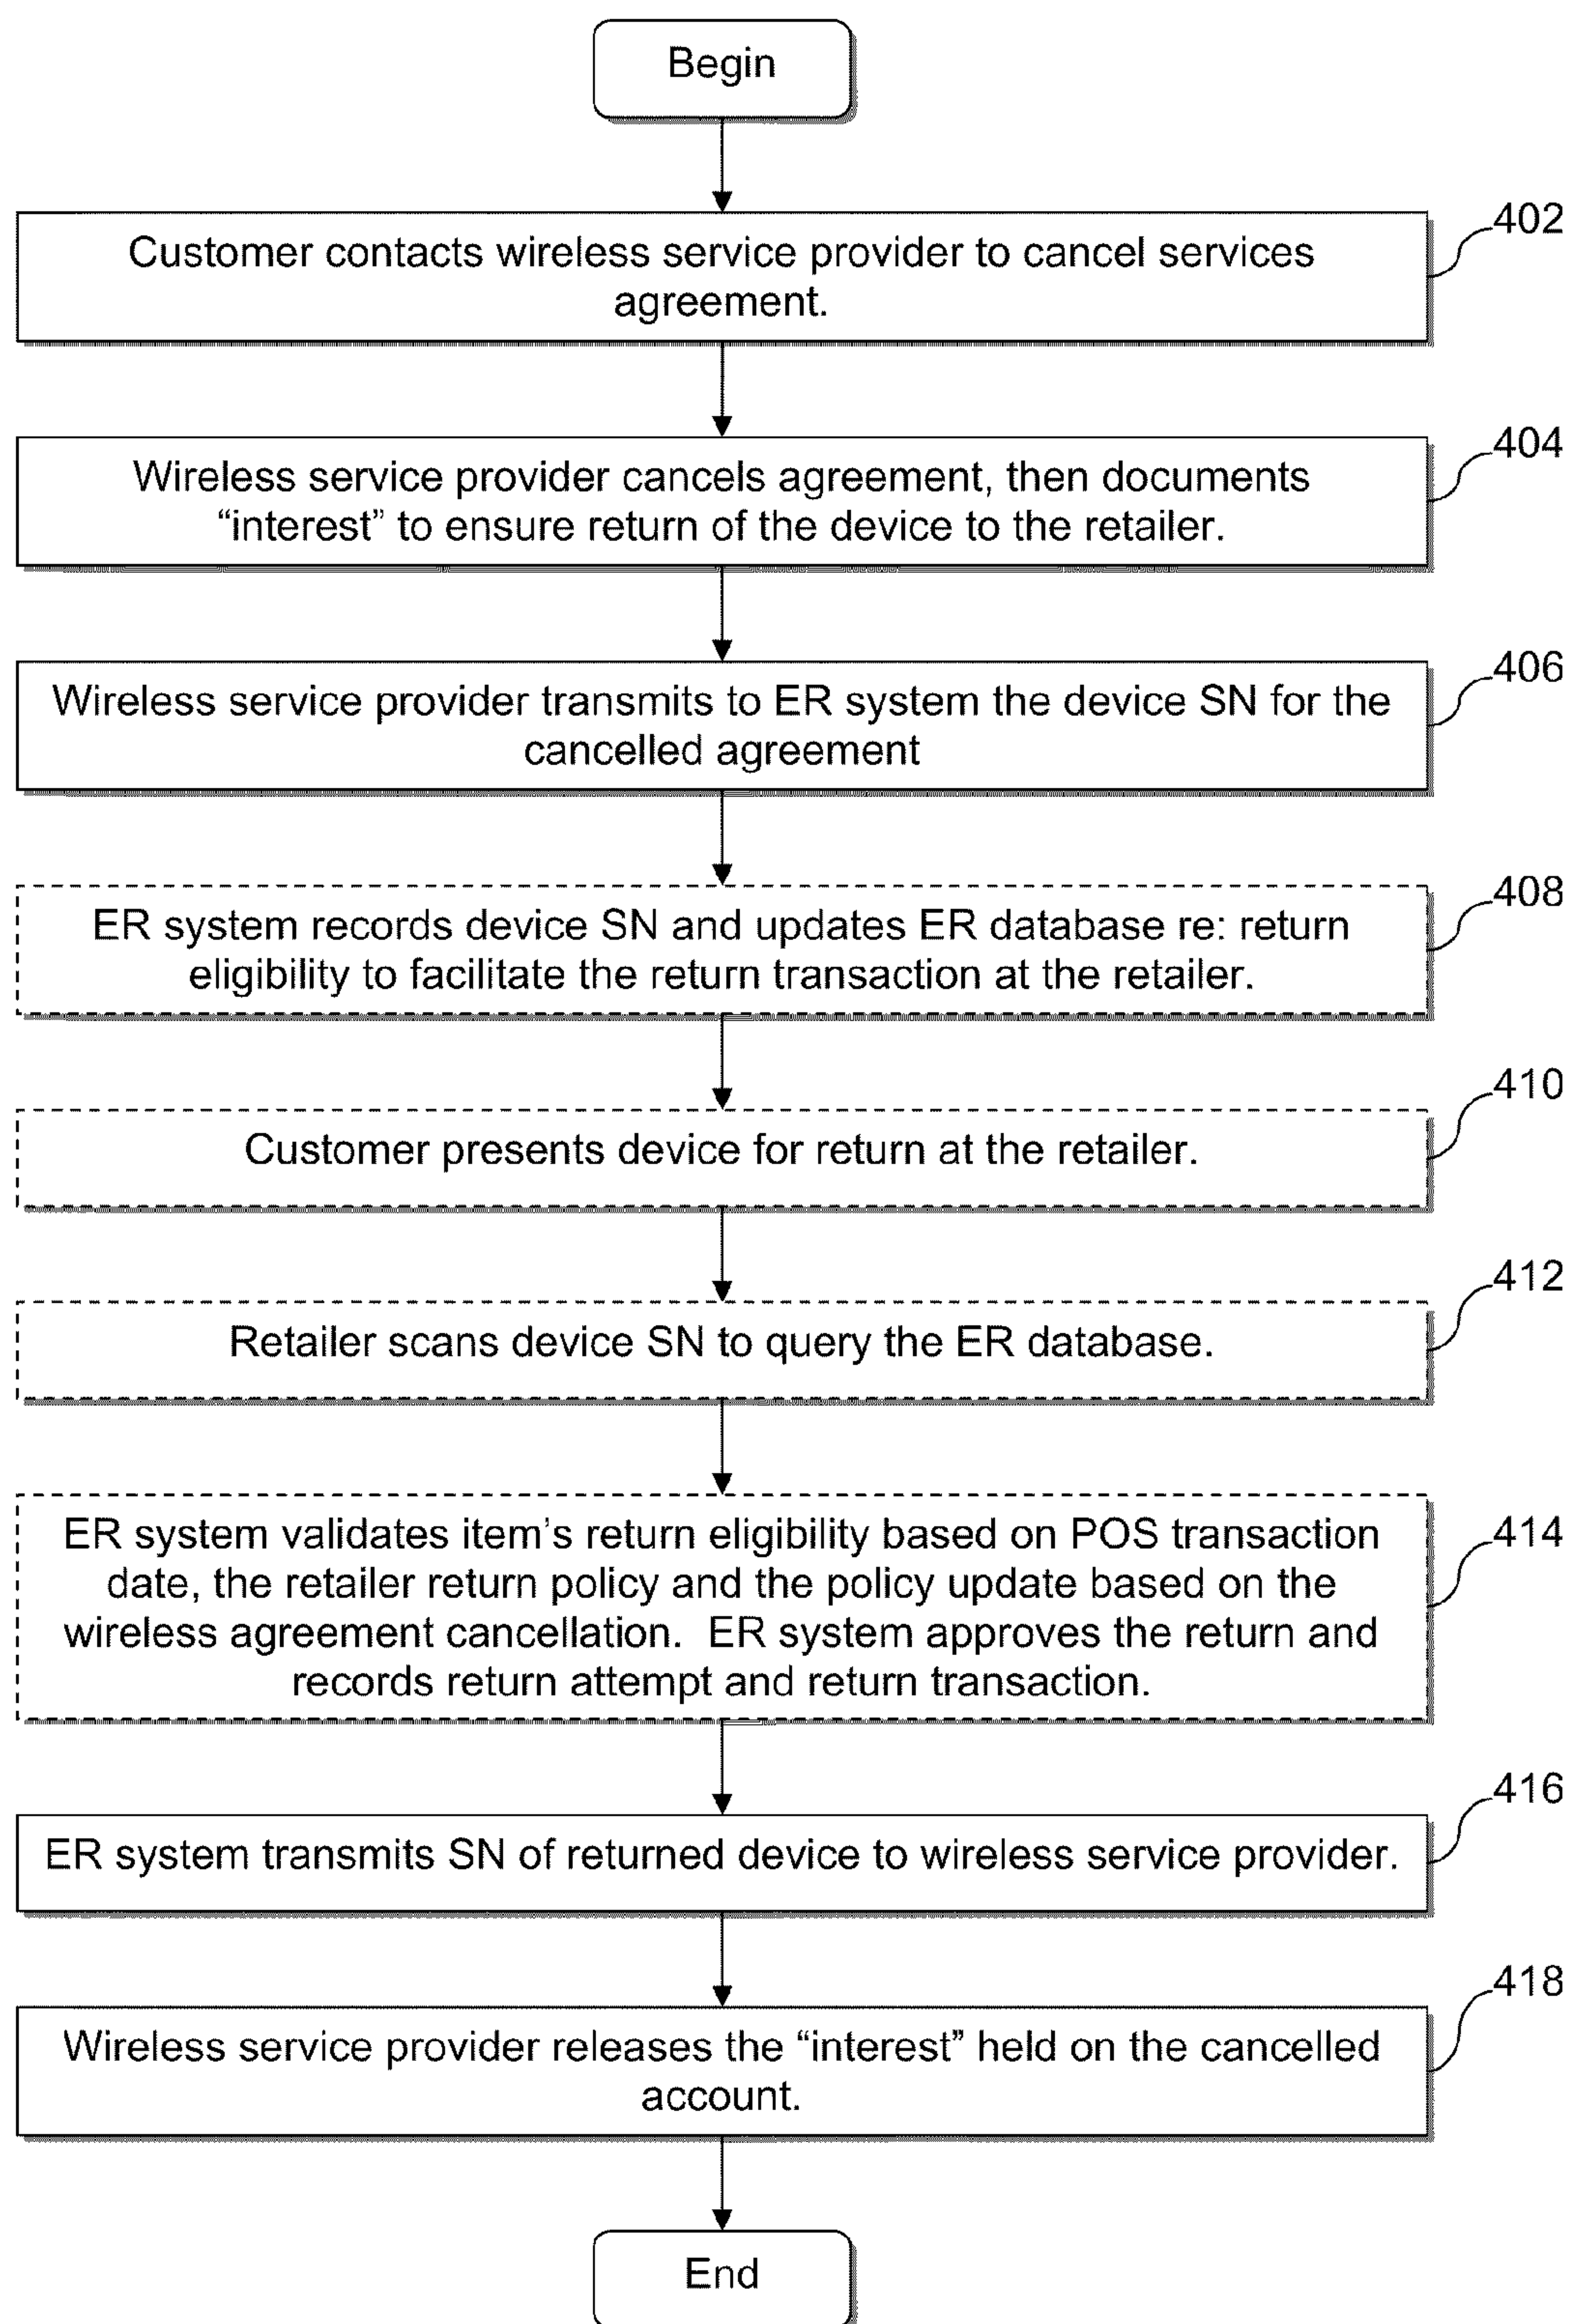 Begin
402
Customer contacts wireless service provider to cancel services
agreement.
404
Wireless service provider cancels agreement, then documents
“interest” to ensure return of the device to the retailer.
406
Wireless service provider transmits to ER system the device SN for the
cancelled agreement
408
ER system records device SN and updates ER database re: return
eligibility to facilitate the return transaction at the retailer.
410
Customer presents device for return at the retailer.
412
Retailer scans device SN to query the ER database.
414
ER system validates item’s return eligibility based on POS transaction
date, the retailer return policy and the policy update based on the
wireless agreement cancellation.  ER system approves the return and
records return attempt and return transaction.
416
ER system transmits SN of returned device to wireless service provider.
418
Wireless service provider releases the “interest” held on the cancelled
account.
End